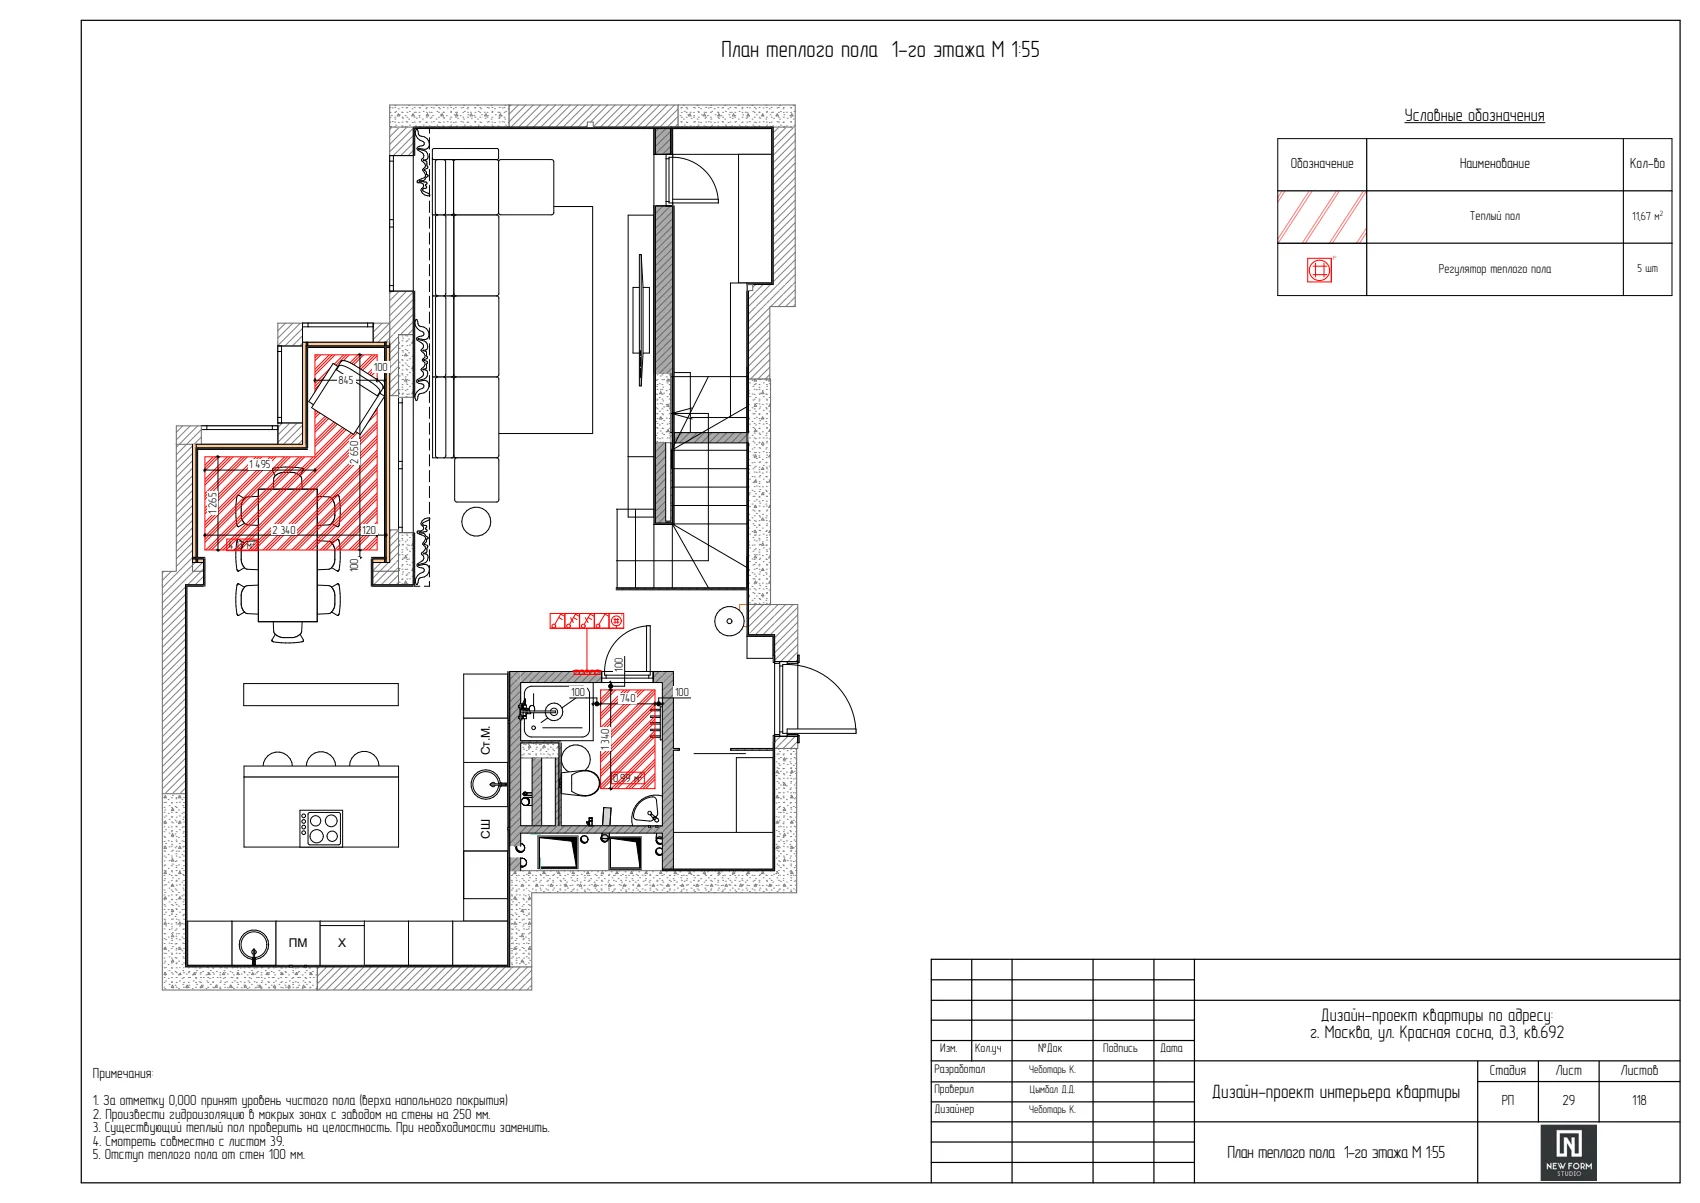 План теплого пола 1-го этажа М 1:55
Условные обозначения
Обозначение
Наименование
Кол-во
Теплый пол
11,67 м²
Регулятор теплого пола
5 шт
100
845
2 650
1 495
1 265
2 340
120
100
100
100
740
100
1 340
0,99 м²
Ст.М.
СШ
ПМ
Х
Примечания:
1. За отметку 0,000 принят уровень чистого пола (верха напольного покрытия)
2. Произвести гидроизоляцию в мокрых зонах с заводом на стены на 250 мм.
3. Существующий теплый пол проверить на целостность. При необходимости заменить.
4. Смотреть совместно с листом 39.
5. Отступ теплого пола от стен 100 мм.
Дизайн-проект квартиры по адресу:
г. Москва, ул. Красная сосна, д.3, кв.692
Изм.
Кол.уч
№Док
Подпись
Дата
Разработал
Чеботарь К.
Проверил
Цымбал Д.Д.
Дизайнер
Чеботарь К.
Дизайн-проект интерьера квартиры
Стадия
Лист
Листов
РП
29
118
План теплого пола 1-го этажа М 1:55
NEW FORM
STUDIO